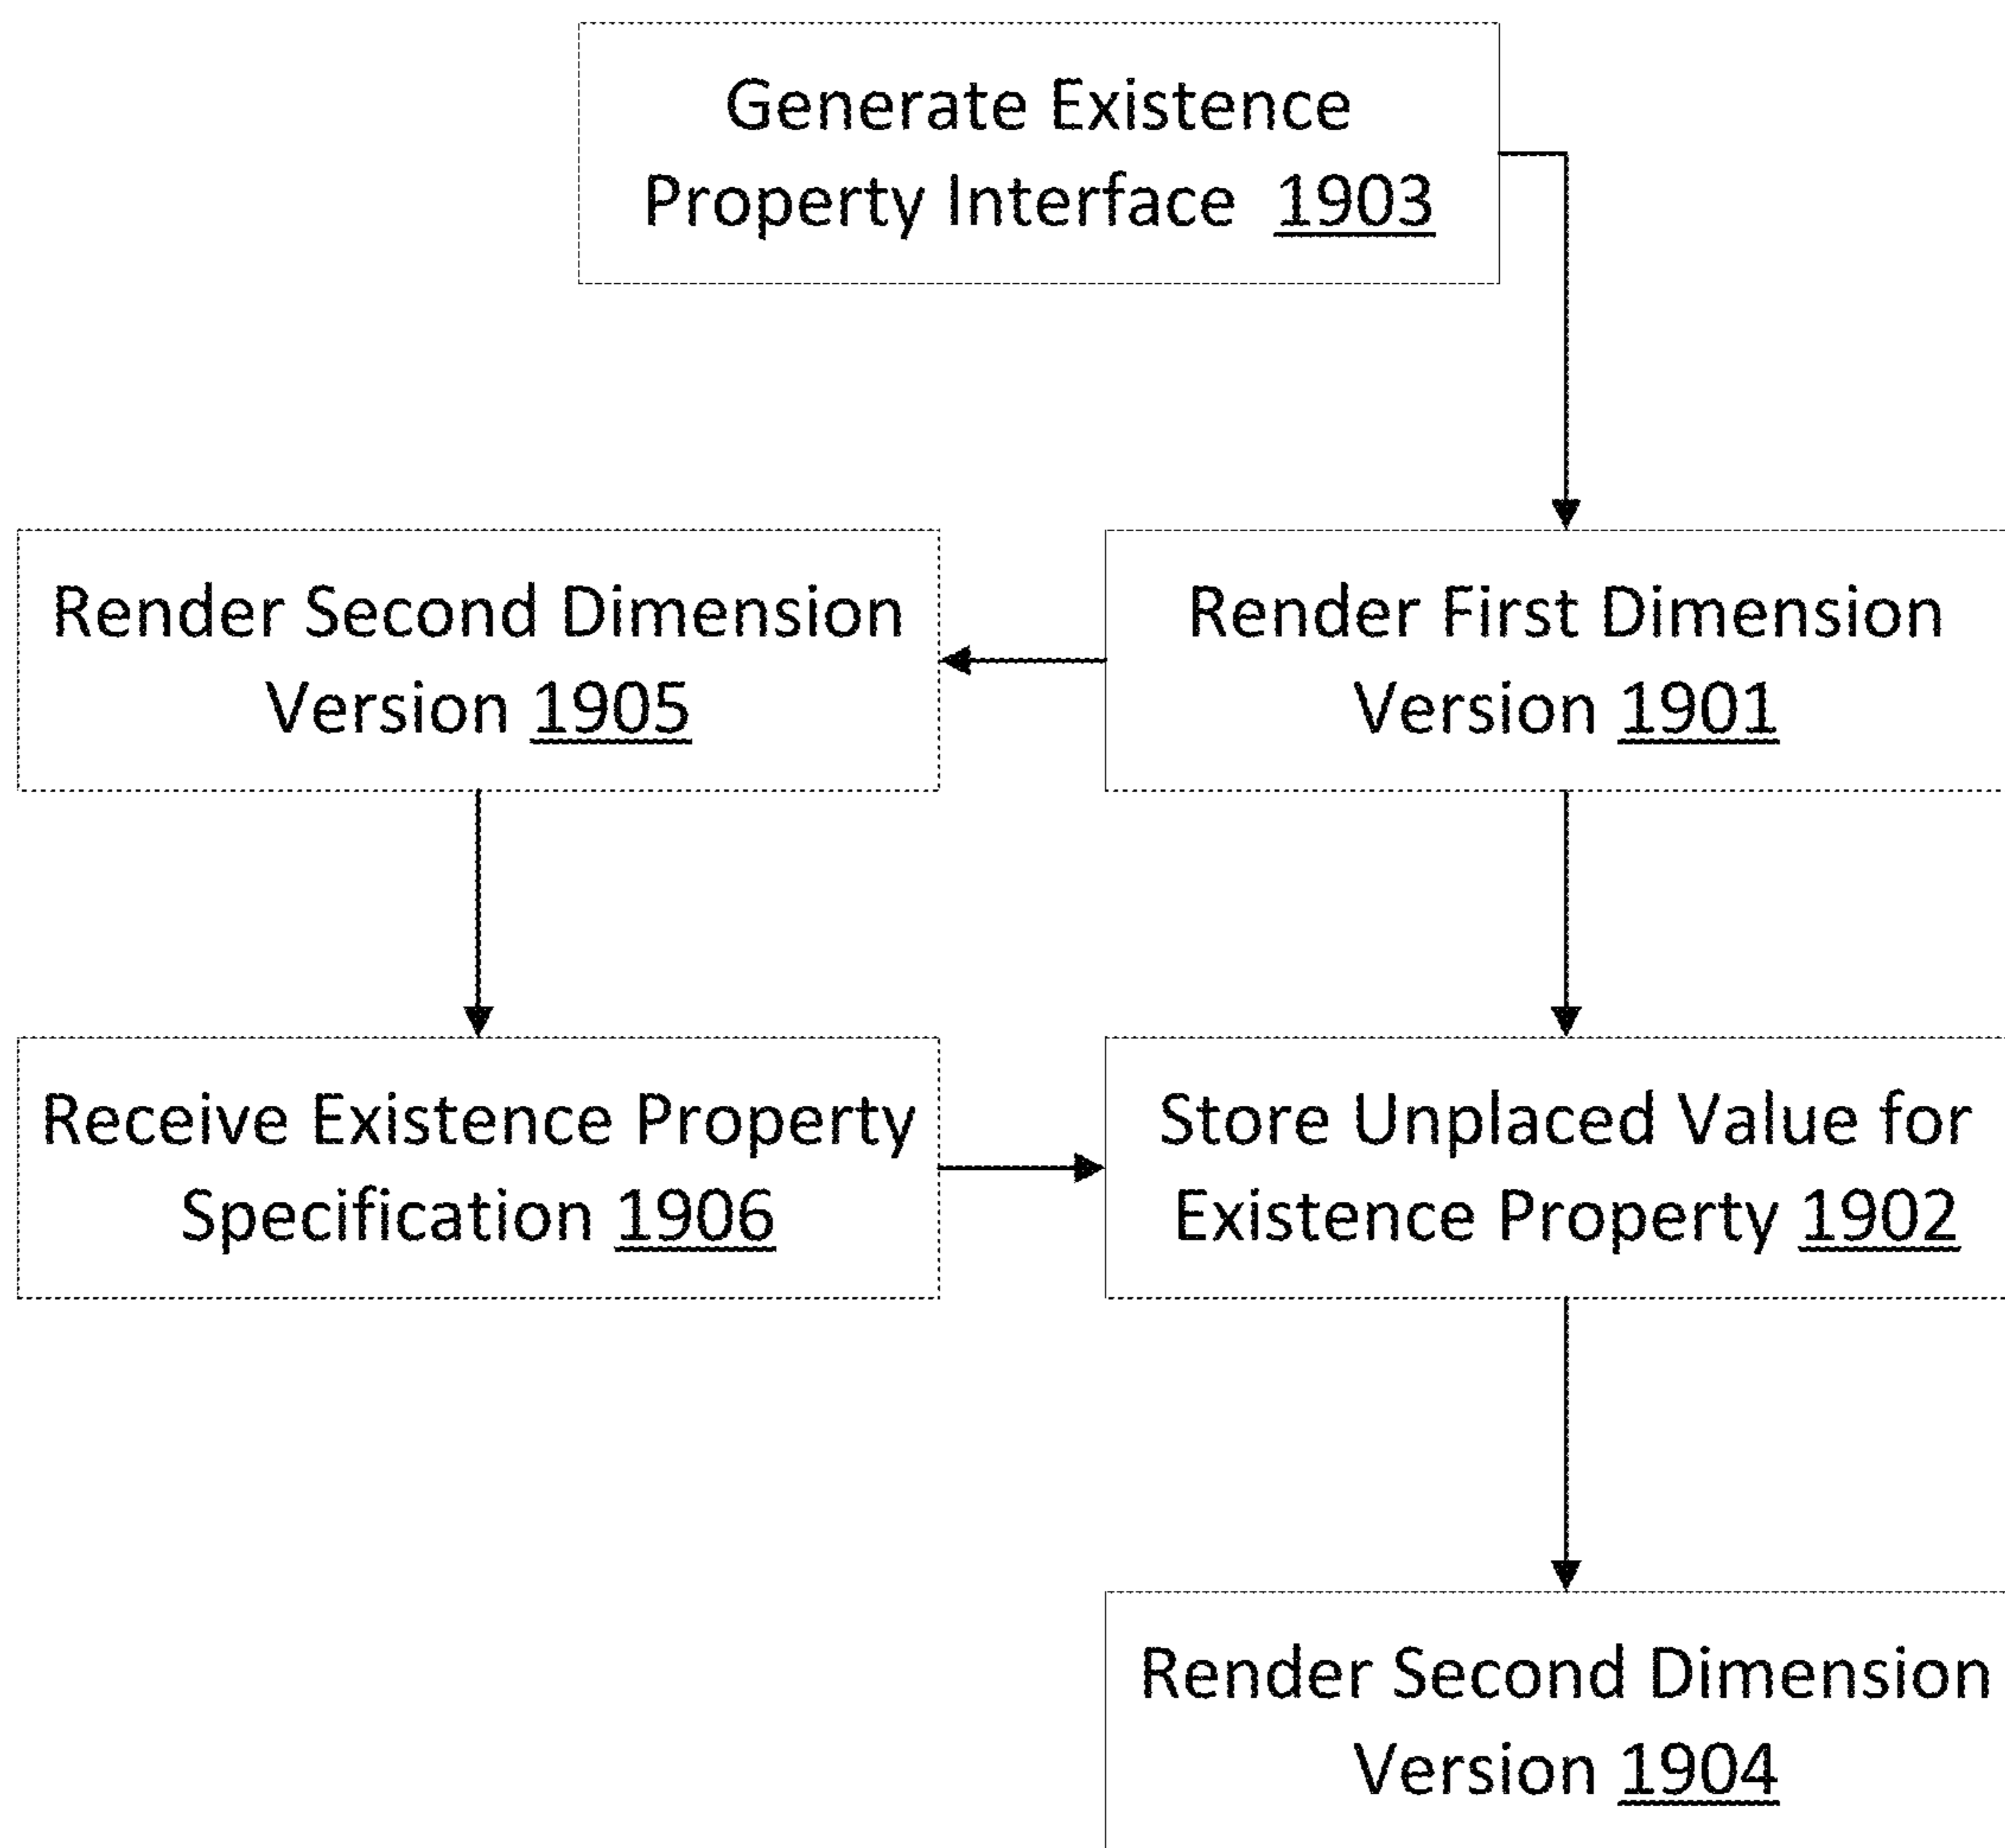 Generate Existence
Property Interface 1903
Render Second Dimension
Version 1905
Render First Dimension
Version 1901
Receive Existence Property
Specification 1906
Store Unplaced Value for
Existence Property 1902
Render Second Dimension
Version 1904